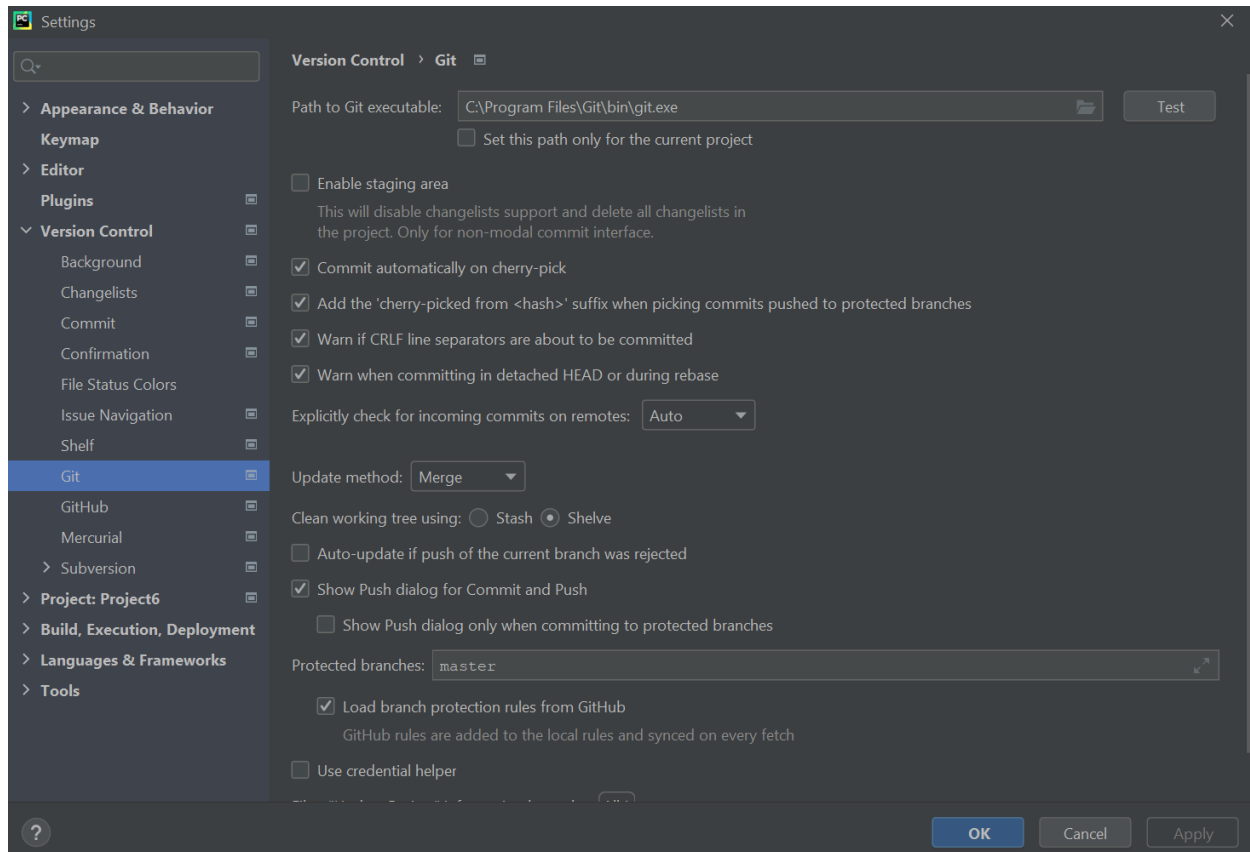 PC Settings
Appearance & Behavior
Keymap
Editor
Plugins
Version Control
Background
Changelists
Commit
Confirmation
File Status Colors
Issue Navigation
Shelf
Git
GitHub
Mercurial
Subversion
Project: Project6
Build, Execution, Deployment
Languages & Frameworks
Tools
Version Control › Git
Path to Git executable: C:\Program Files\Git\bin\git.exe Test
Set this path only for the current project
Enable staging area
This will disable changelists support and delete all changelists in
the project. Only for non-modal commit interface.
Commit automatically on cherry-pick
Add the 'cherry-picked from <hash>' suffix when picking commits pushed to protected branches
Warn if CRLF line separators are about to be committed
Warn when committing in detached HEAD or during rebase
Explicitly check for incoming commits on remotes: Auto
Update method: Merge
Clean working tree using: Stash Shelve
Auto-update if push of the current branch was rejected
Show Push dialog for Commit and Push
Show Push dialog only when committing to protected branches
Protected branches: master
Load branch protection rules from GitHub
GitHub rules are added to the local rules and synced on every fetch
Use credential helper
? OK Cancel Apply